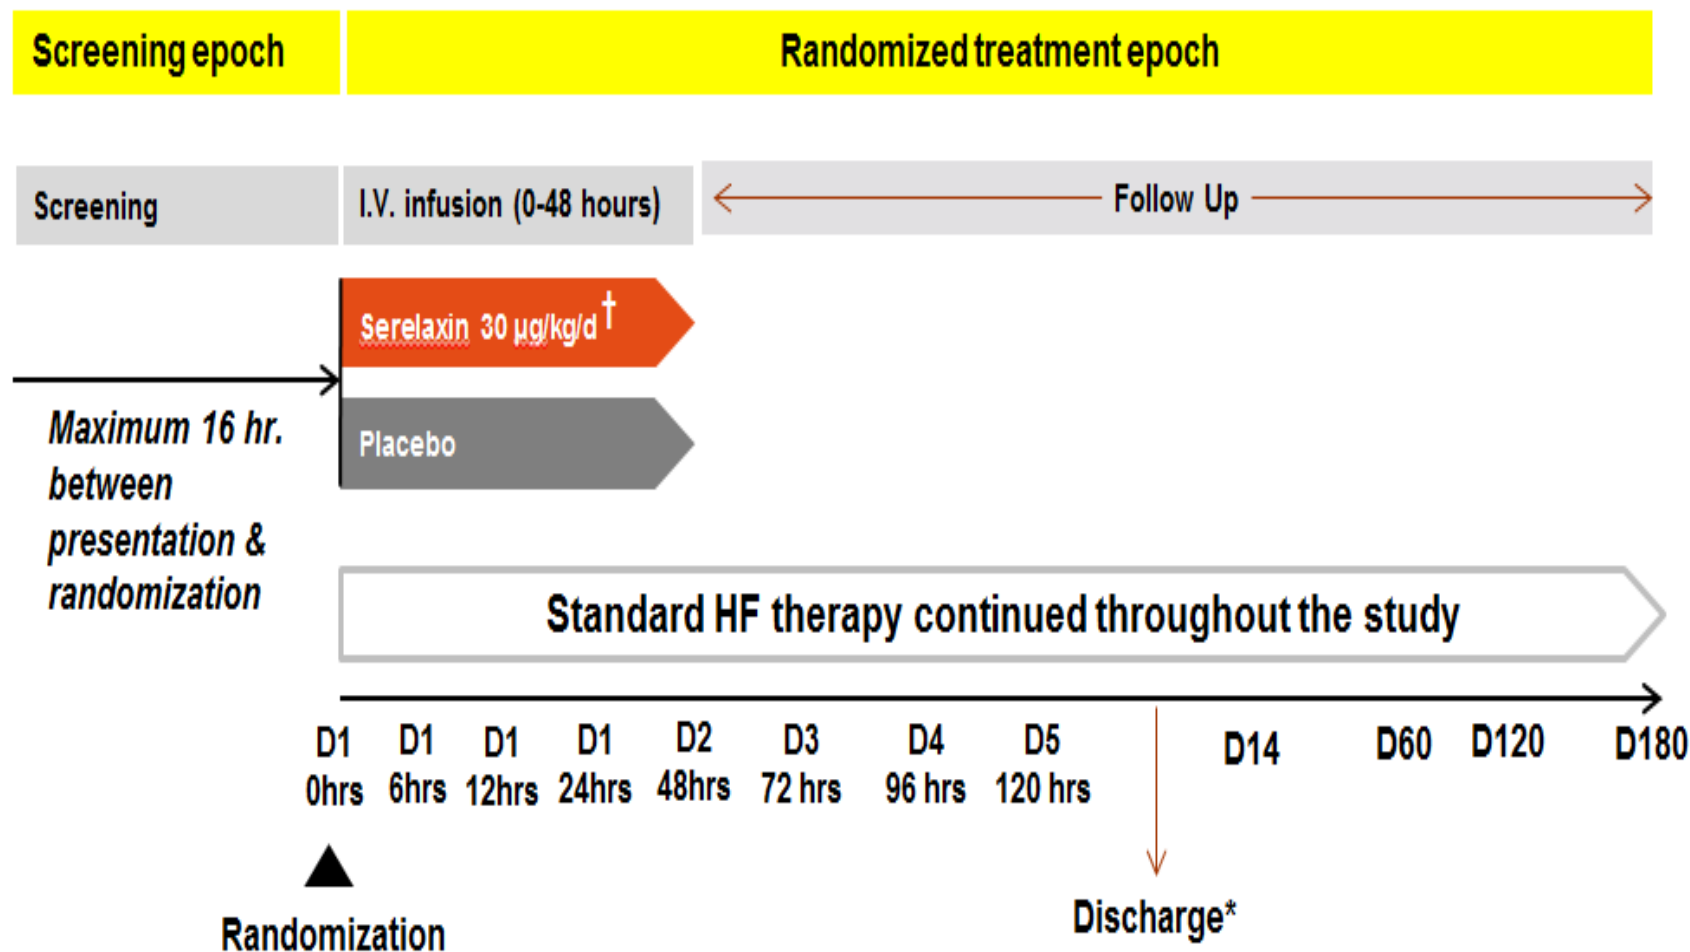 Screening epoch
Randomized treatment epoch
Screening
I.V. infusion (0-48 hours)
Follow Up
Serelaxin 30 µg/kg/d†
Placebo
Maximum 16 hr.
between
presentation &
randomization
Standard HF therapy continued throughout the study
D1 D1 D1 D1 D2 D3 D4 D5 D14 D60 D120 D180
0hrs 6hrs 12hrs 24hrs 48hrs 72 hrs 96 hrs 120 hrs
Randomization
Discharge*